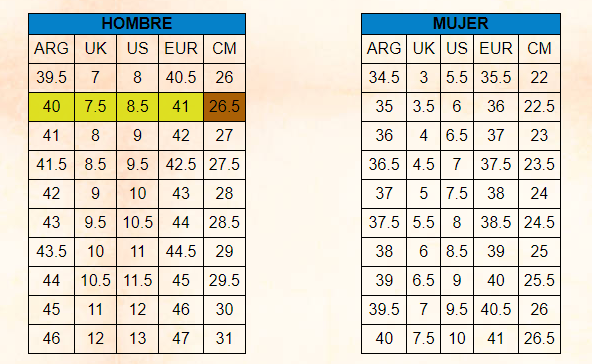 HOMBRE
ARG UK US EUR CM
39.5 7 8 40.5 26
40 7.5 8.5 41 26.5
41 8 9 42 27
41.5 8.5 9.5 42.5 27.5
42 9 10 43 28
43 9.5 10.5 44 28.5
43.5 10 11 44.5 29
44 10.5 11.5 45 29.5
45 11 12 46 30
46 12 13 47 31
MUJER
ARG UK US EUR CM
34.5 3 5.5 35.5 22
35 3.5 6 36 22.5
36 4 6.5 37 23
36.5 4.5 7 37.5 23.5
37 5 7.5 38 24
37.5 5.5 8 38.5 24.5
38 6 8.5 39 25
39 6.5 9 40 25.5
39.5 7 9.5 40.5 26
40 7.5 10 41 26.5